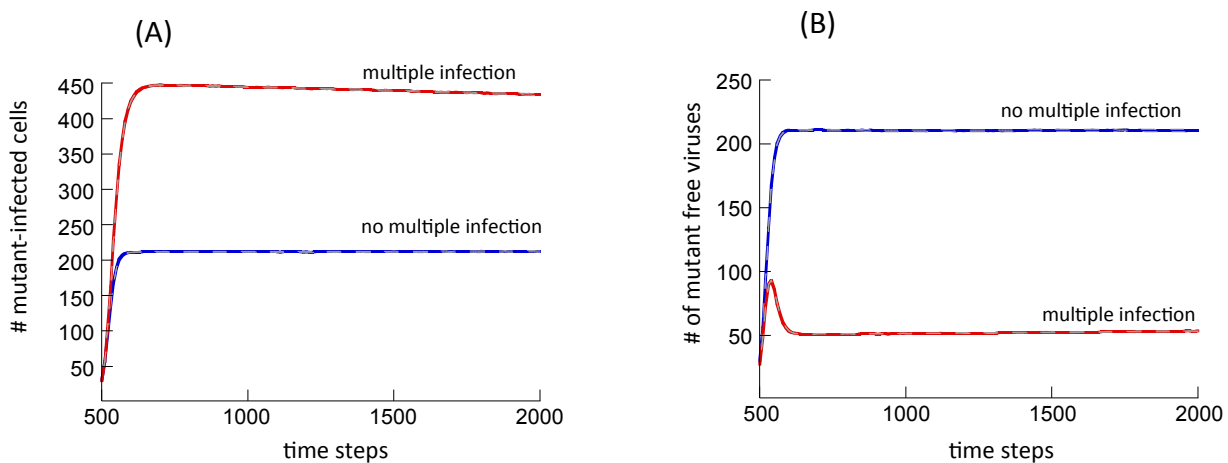 (A)
# mutant-infected cells
450
400
350
300
250
200
150
100
50
multiple infection
no multiple infection
500
1000
1500
2000
time steps
(B)
# of mutant free viruses
250
200
150
100
50
no multiple infection
multiple infection
500
1000
1500
2000
time steps